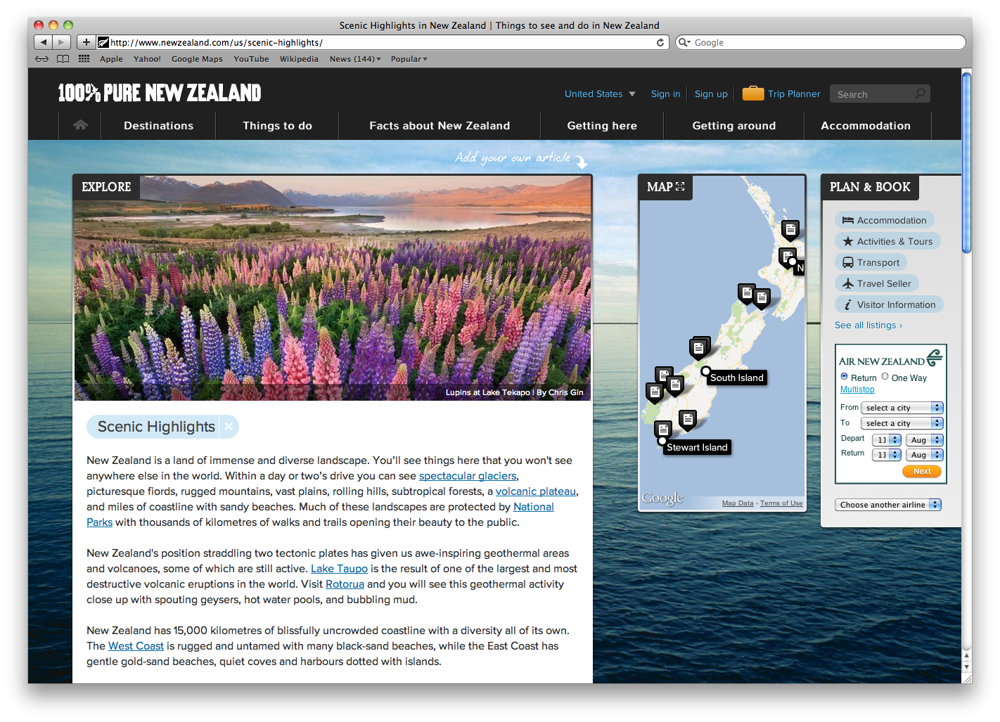 Scenic Highlights in New Zealand | Things to see and do in New Zealand
http://www.newzealand.com/us/scenic-highlights/
Google
Apple Yahoo! Google Maps YouTube Wikipedia News (144) Popular
100% PURE NEW ZEALAND
United States Sign in Sign up Trip Planner Search
Destinations Things to do Facts about New Zealand Getting here Getting around Accommodation
Add your own article
EXPLORE
Lupins at Lake Tekapo | By Chris Gin
Scenic Highlights
New Zealand is a land of immense and diverse landscape. You'll see things here that you won't see
anywhere else in the world. Within a day or two's drive you can see spectacular glaciers,
picturesque fiords, rugged mountains, vast plains, rolling hills, subtropical forests, a volcanic plateau,
and miles of coastline with sandy beaches. Much of these landscapes are protected by National
Parks with thousands of kilometres of walks and trails opening their beauty to the public.
New Zealand's position straddling two tectonic plates has given us awe-inspiring geothermal areas
and volcanoes, some of which are still active. Lake Taupo is the result of one of the largest and most
destructive volcanic eruptions in the world. Visit Rotorua and you will see this geothermal activity
close up with spouting geysers, hot water pools, and bubbling mud.
New Zealand has 15,000 kilometres of blissfully uncrowded coastline with a diversity all of its own.
The West Coast is rugged and untamed with many black-sand beaches, while the East Coast has
gentle gold-sand beaches, quiet coves and harbours dotted with islands.
MAP
N
South Island
Stewart Island
Google
Map Data - Terms of Use
PLAN & BOOK
Accommodation
Activities & Tours
Transport
Travel Seller
Visitor Information
See all listings ›
AIR NEW ZEALAND
Return One Way
Multistop
From select a city
To select a city
Depart 11 Aug
Return 11 Aug
Next
Choose another airline